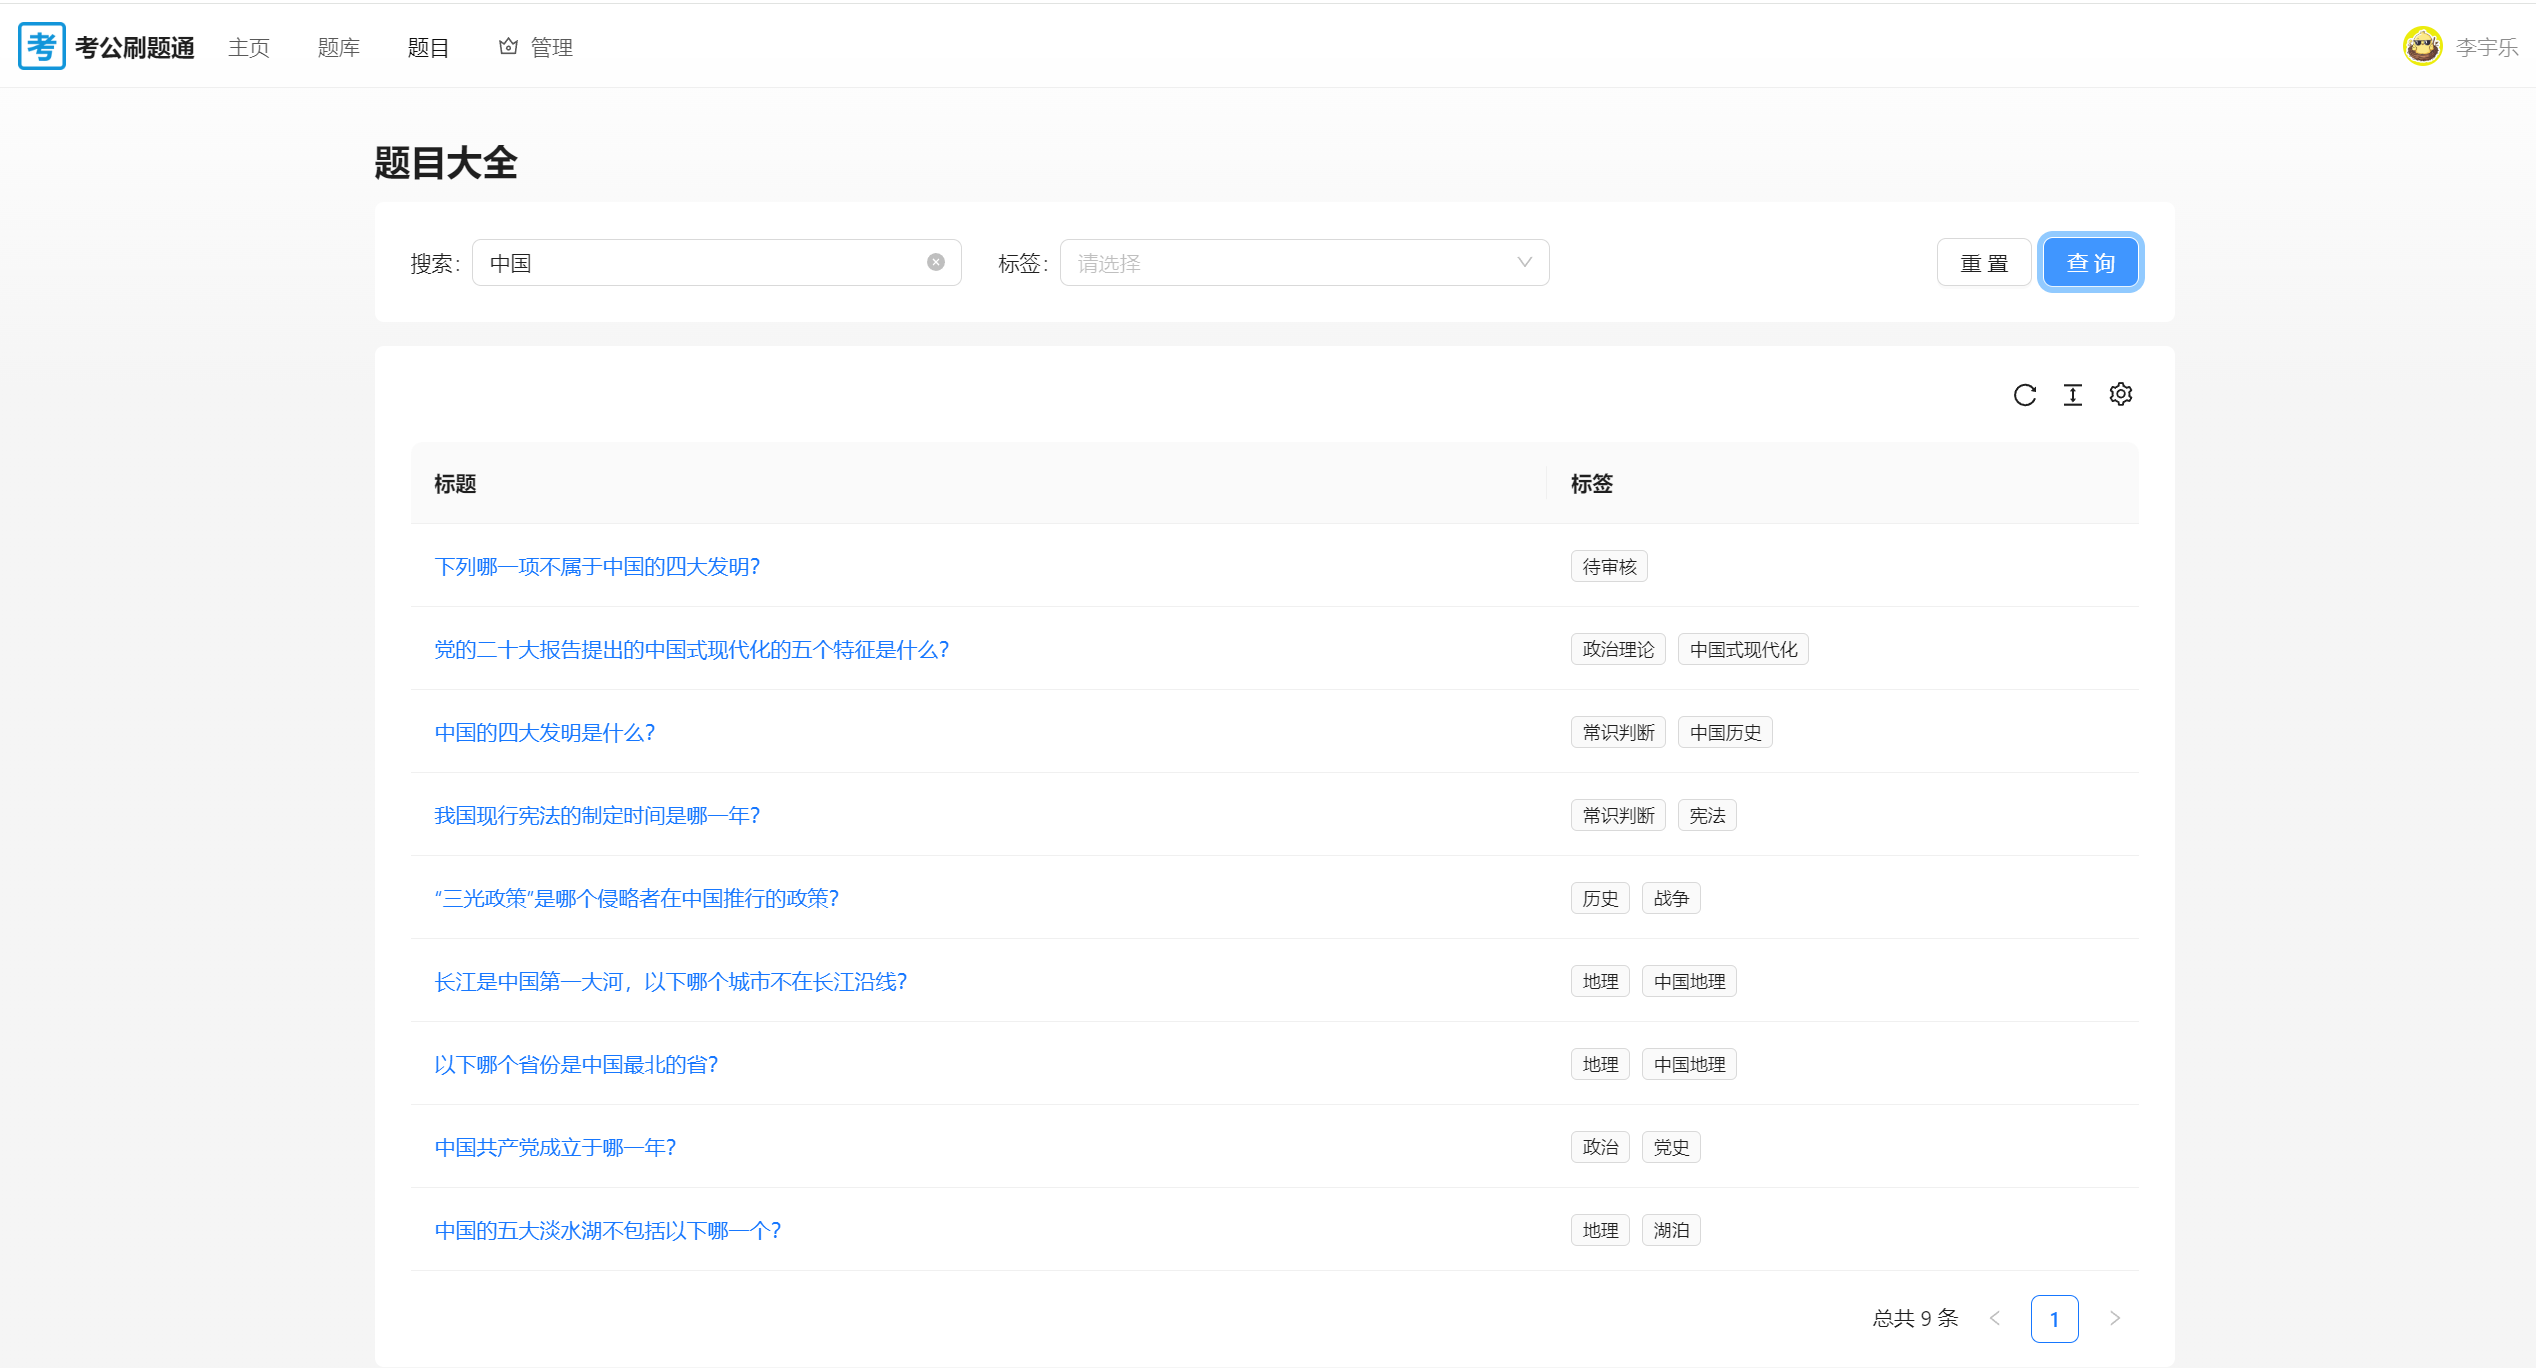 考 考公刷题通 主页 题库 题目 管理 李宇乐
题目大全
搜索: 中国 标签: 请选择 重 置 查 询
标题 标签
下列哪一项不属于中国的四大发明? 待审核
党的二十大报告提出的中国式现代化的五个特征是什么? 政治理论 中国式现代化
中国的四大发明是什么? 常识判断 中国历史
我国现行宪法的制定时间是哪一年? 常识判断 宪法
“三光政策”是哪个侵略者在中国推行的政策? 历史 战争
长江是中国第一大河，以下哪个城市不在长江沿线? 地理 中国地理
以下哪个省份是中国最北的省? 地理 中国地理
中国共产党成立于哪一年? 政治 党史
中国的五大淡水湖不包括以下哪一个? 地理 湖泊
总共 9 条 < 1 >